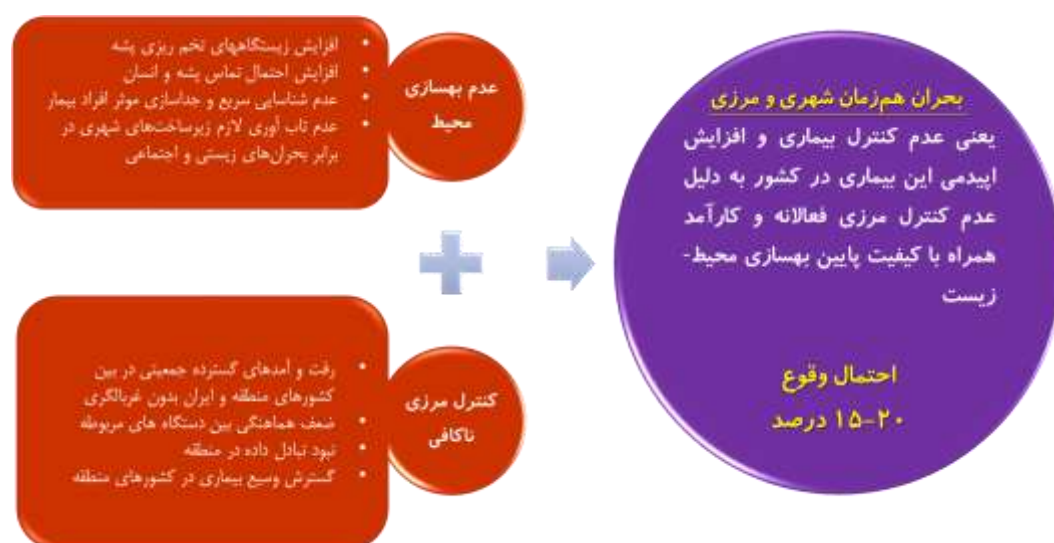 عدم بهسازی
محیط
افزایش زیستگاههای تخم ریزی پشه
افزایش احتمال تماس پشه و انسان
عدم شناسایی سریع و جداسازی موثر افراد بیمار
عدم تاب آوری لازم زیرساخت‌های شهری در
برابر بحران‌های زیستی و اجتماعی
کنترل مرزی
ناکافی
رفت و آمدهای گسترده جمعیتی در بین
کشورهای منطقه و ایران بدون غربالگری
ضعف هماهنگی بین دستگاه های مربوطه
نبود تبادل داده در منطقه
گسترش وسیع بیماری در کشورهای منطقه
بحران هم‌زمان شهری و مرزی
یعنی عدم کنترل بیماری و افزایش
اپیدمی این بیماری در کشور به دلیل
عدم کنترل مرزی فعالانه و کارآمد
همراه با کیفیت پایین بهسازی محیط-
زیست
احتمال وقوع
۱۵-۲۰ درصد